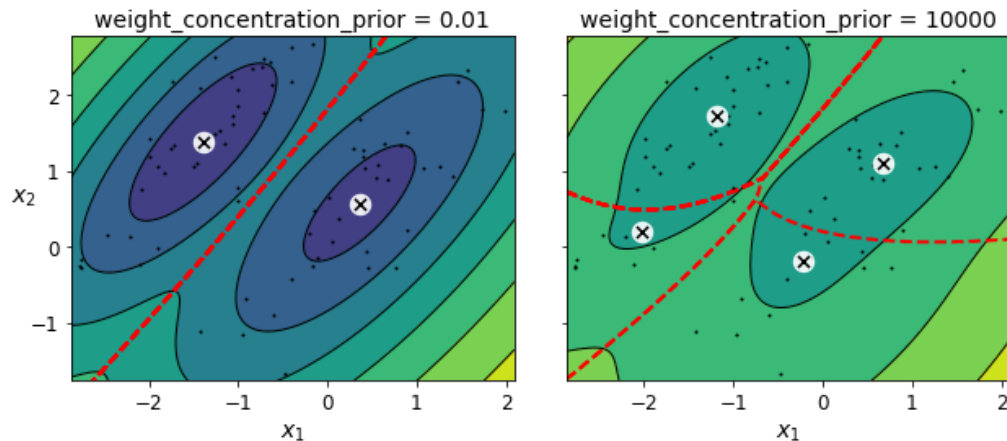 weight_concentration_prior = 0.01
weight_concentration_prior = 10000
2
1
0
−1
x₂
−2
−1
0
1
2
x₁
−2
−1
0
1
2
x₁